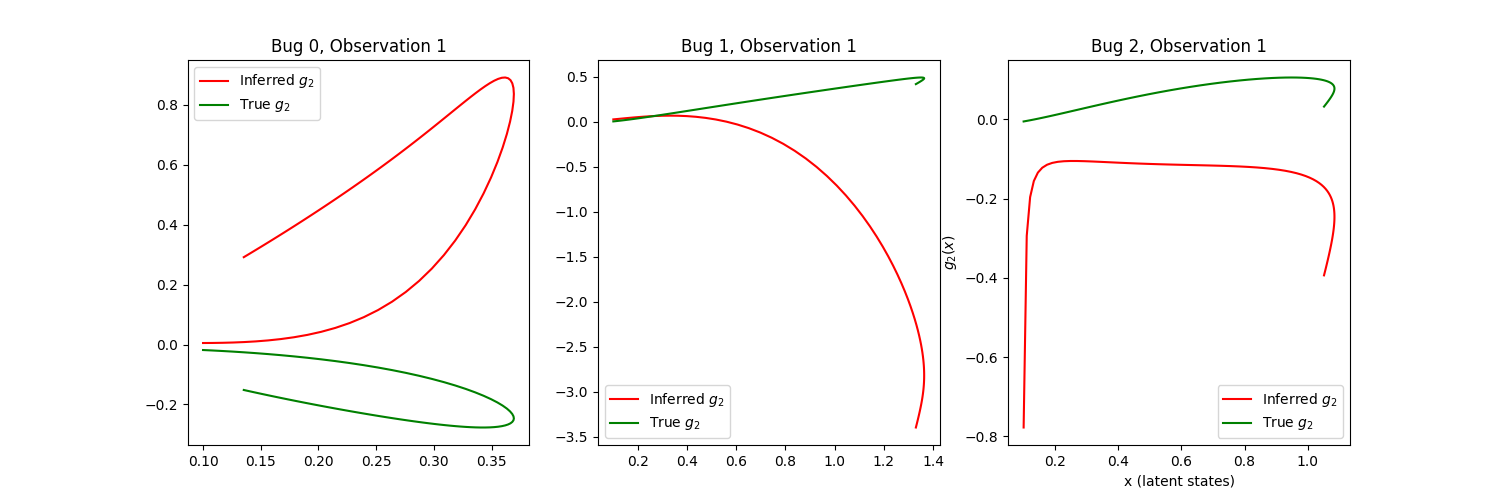 Bug 0, Observation 1
Inferred g₂
True g₂
0.8
0.6
0.4
0.2
0.0
−0.2
0.10 0.15 0.20 0.25 0.30 0.35
Bug 1, Observation 1
0.5
0.0
−0.5
−1.0
−1.5
−2.0
−2.5
−3.0
−3.5
Inferred g₂
True g₂
0.2 0.4 0.6 0.8 1.0 1.2 1.4
Bug 2, Observation 1
g₂(x)
0.0
−0.2
−0.4
−0.6
−0.8
Inferred g₂
True g₂
0.2 0.4 0.6 0.8 1.0
x (latent states)